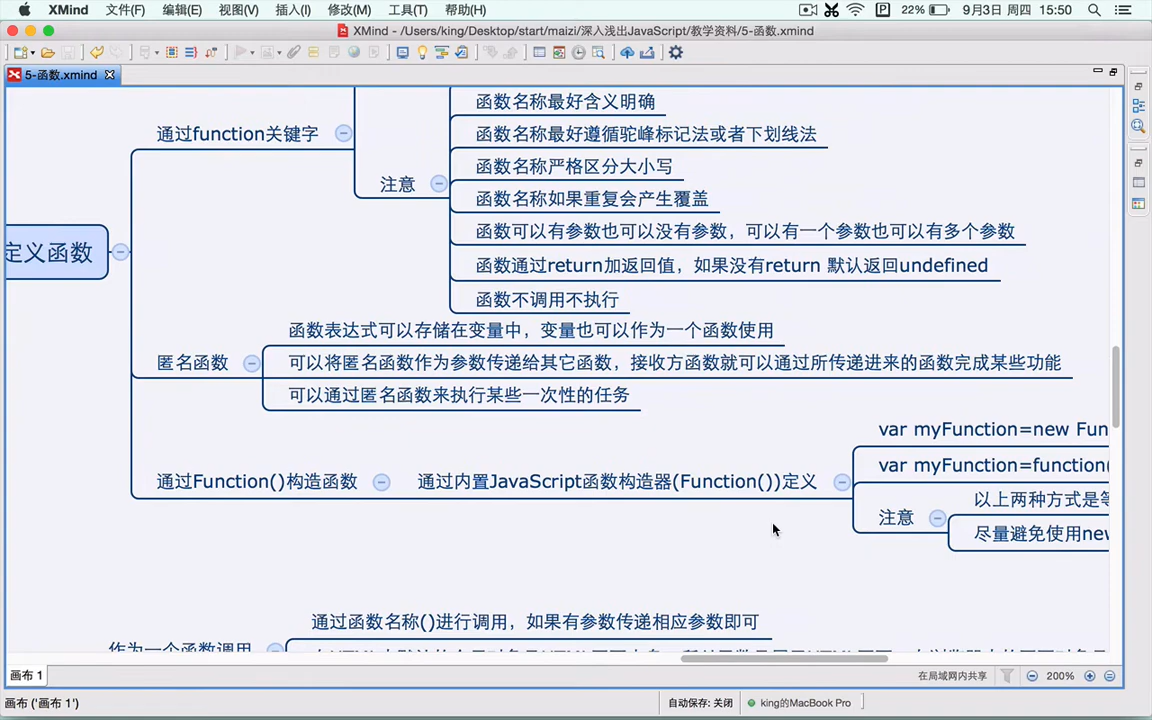 XMind 文件(F) 编辑(E) 视图(V) 插入(I) 修改(M) 工具(T) 帮助(H) 22% 9月3日 周四 15:50
XMind - /Users/king/Desktop/start/maizi/深入浅出JavaScript/教学资料/5-函数.xmind
5-函数.xmind
函数名称最好含义明确
通过function关键字
函数名称最好遵循驼峰标记法或者下划线法
函数名称严格区分大小写
注意
函数名称如果重复会产生覆盖
函数可以有参数也可以没有参数，可以有一个参数也可以有多个参数
定义函数
函数通过return加返回值，如果没有return 默认返回undefined
函数不调用不执行
函数表达式可以存储在变量中，变量也可以作为一个函数使用
匿名函数
可以将匿名函数作为参数传递给其它函数，接收方函数就可以通过所传递进来的函数完成某些功能
可以通过匿名函数来执行某些一次性的任务
var myFunction=new Fun
var myFunction=function(
通过Function()构造函数
通过内置JavaScript函数构造器(Function())定义
以上两种方式是等
注意
尽量避免使用new
通过函数名称()进行调用，如果有参数传递相应参数即可
作为一个函数调用
画布 1
在局域网内共享
200%
画布 ('画布 1')
自动保存: 关闭
king的MacBook Pro